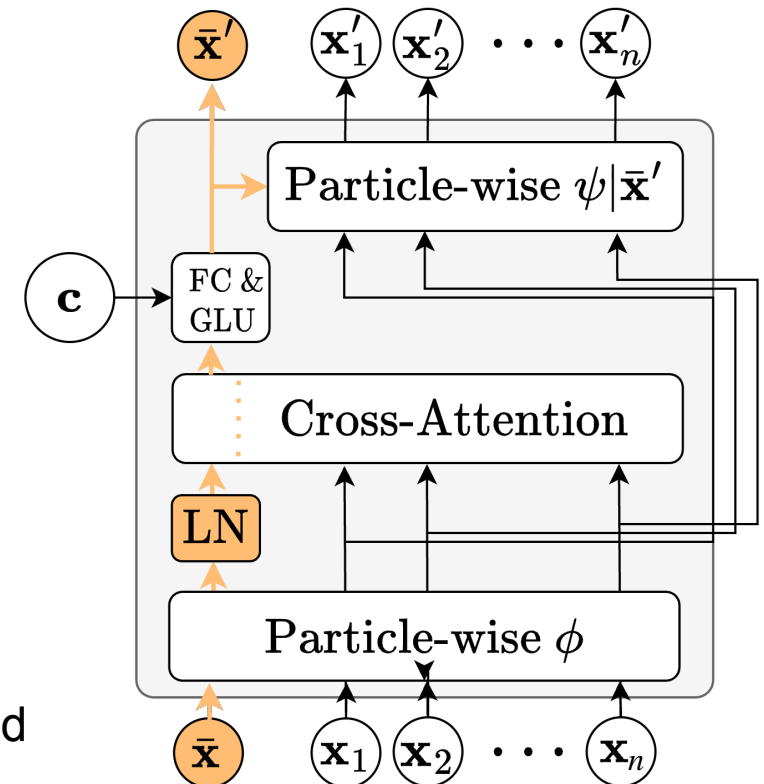 x̄′ x′₁ x′₂ · · · x′ₙ
Particle-wise ψ|x̄′
c
FC &
GLU
Cross-Attention
LN
Particle-wise ϕ
d
x̄ x₁ x₂ · · · xₙ